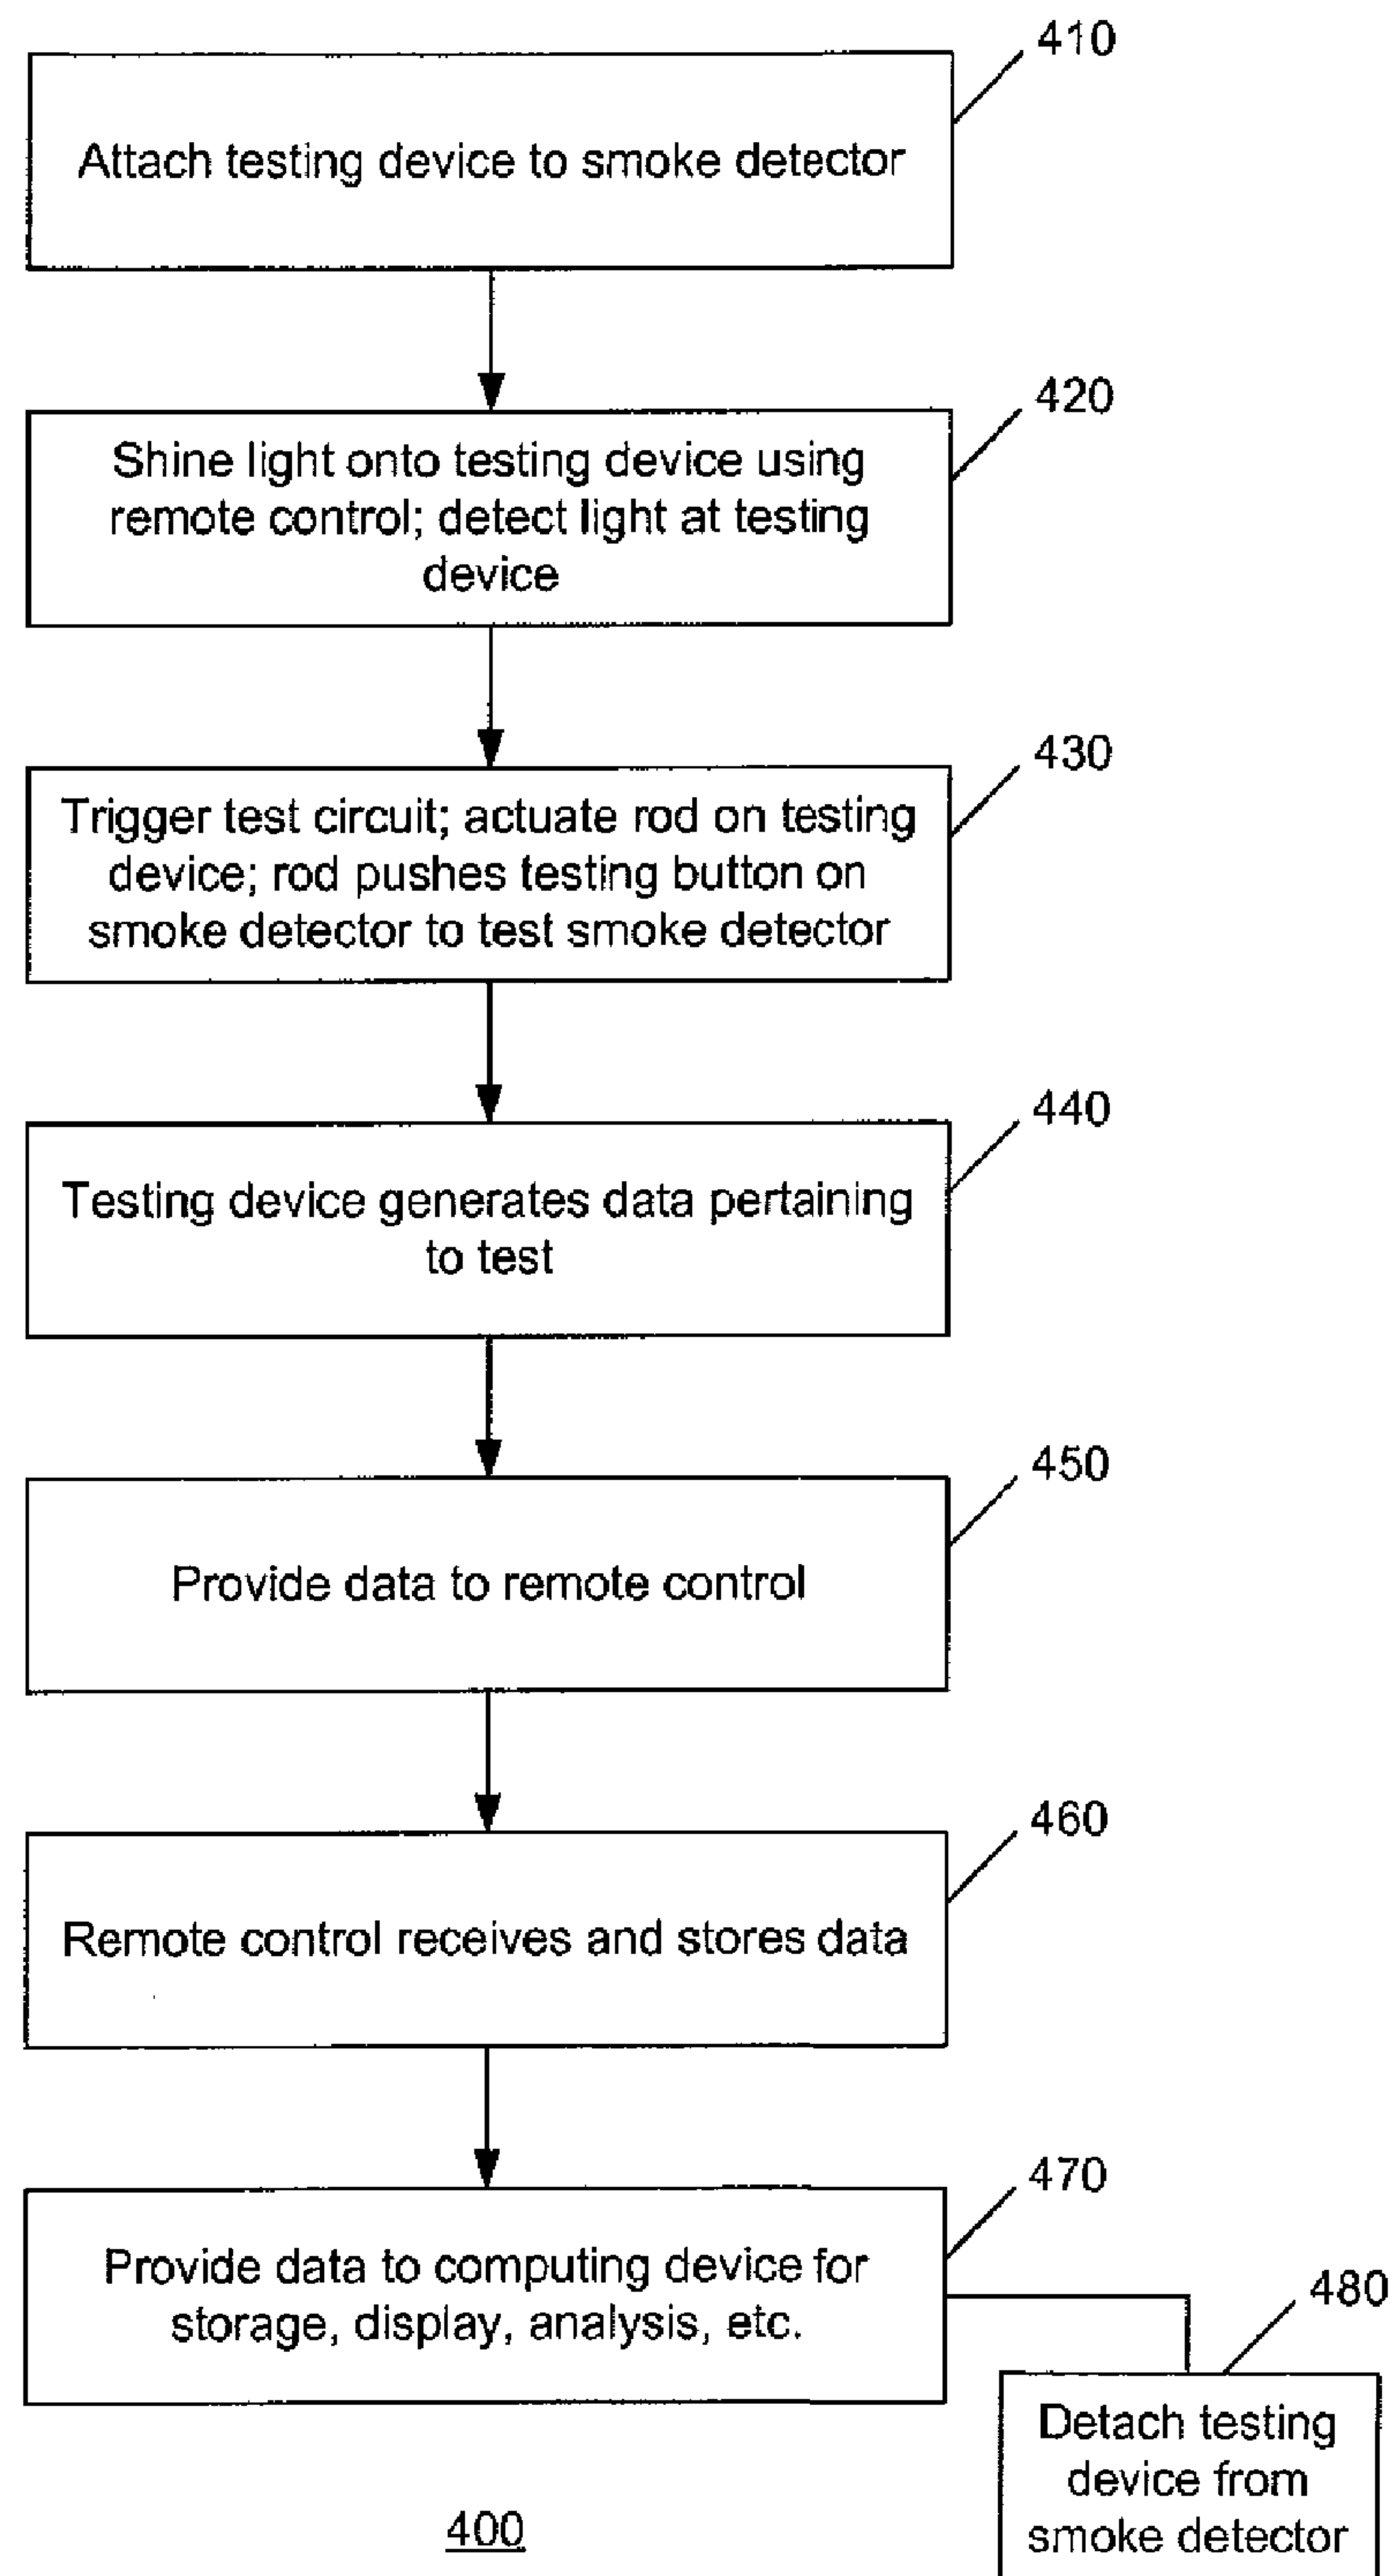 410
Attach testing device to smoke detector
420
Shine light onto testing device using
remote control; detect light at testing
device
430
Trigger test circuit; actuate rod on testing
device; rod pushes testing button on
smoke detector to test smoke detector
440
Testing device generates data pertaining
to test
450
Provide data to remote control
460
Remote control receives and stores data
470
Provide data to computing device for
storage, display, analysis, etc.
480
Detach testing
device from
smoke detector
400